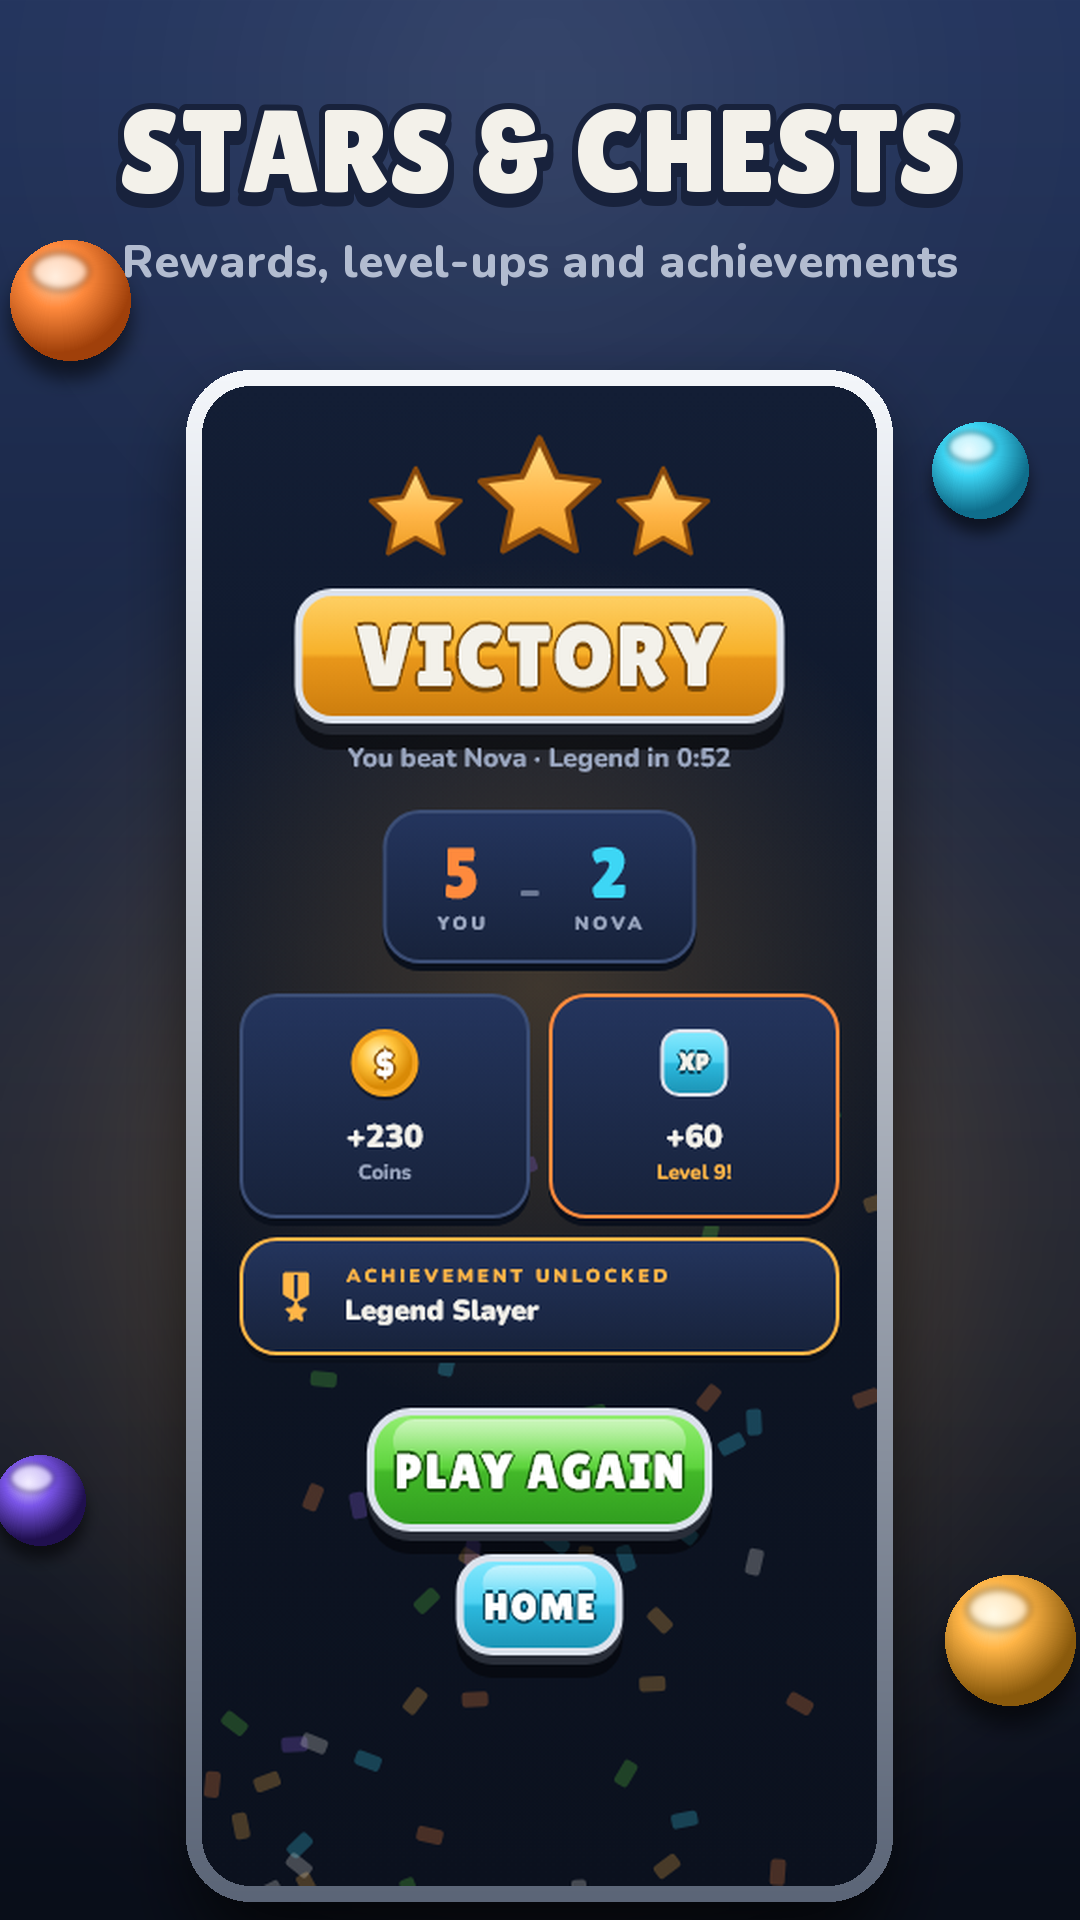 STARS & CHESTS
Rewards, level-ups and achievements
VICTORY
You beat Nova · Legend in 0:52
5 – 2
YOU NOVA
$ XP
+230 +60
Coins Level 9!
ACHIEVEMENT UNLOCKED
Legend Slayer
PLAY AGAIN
HOME